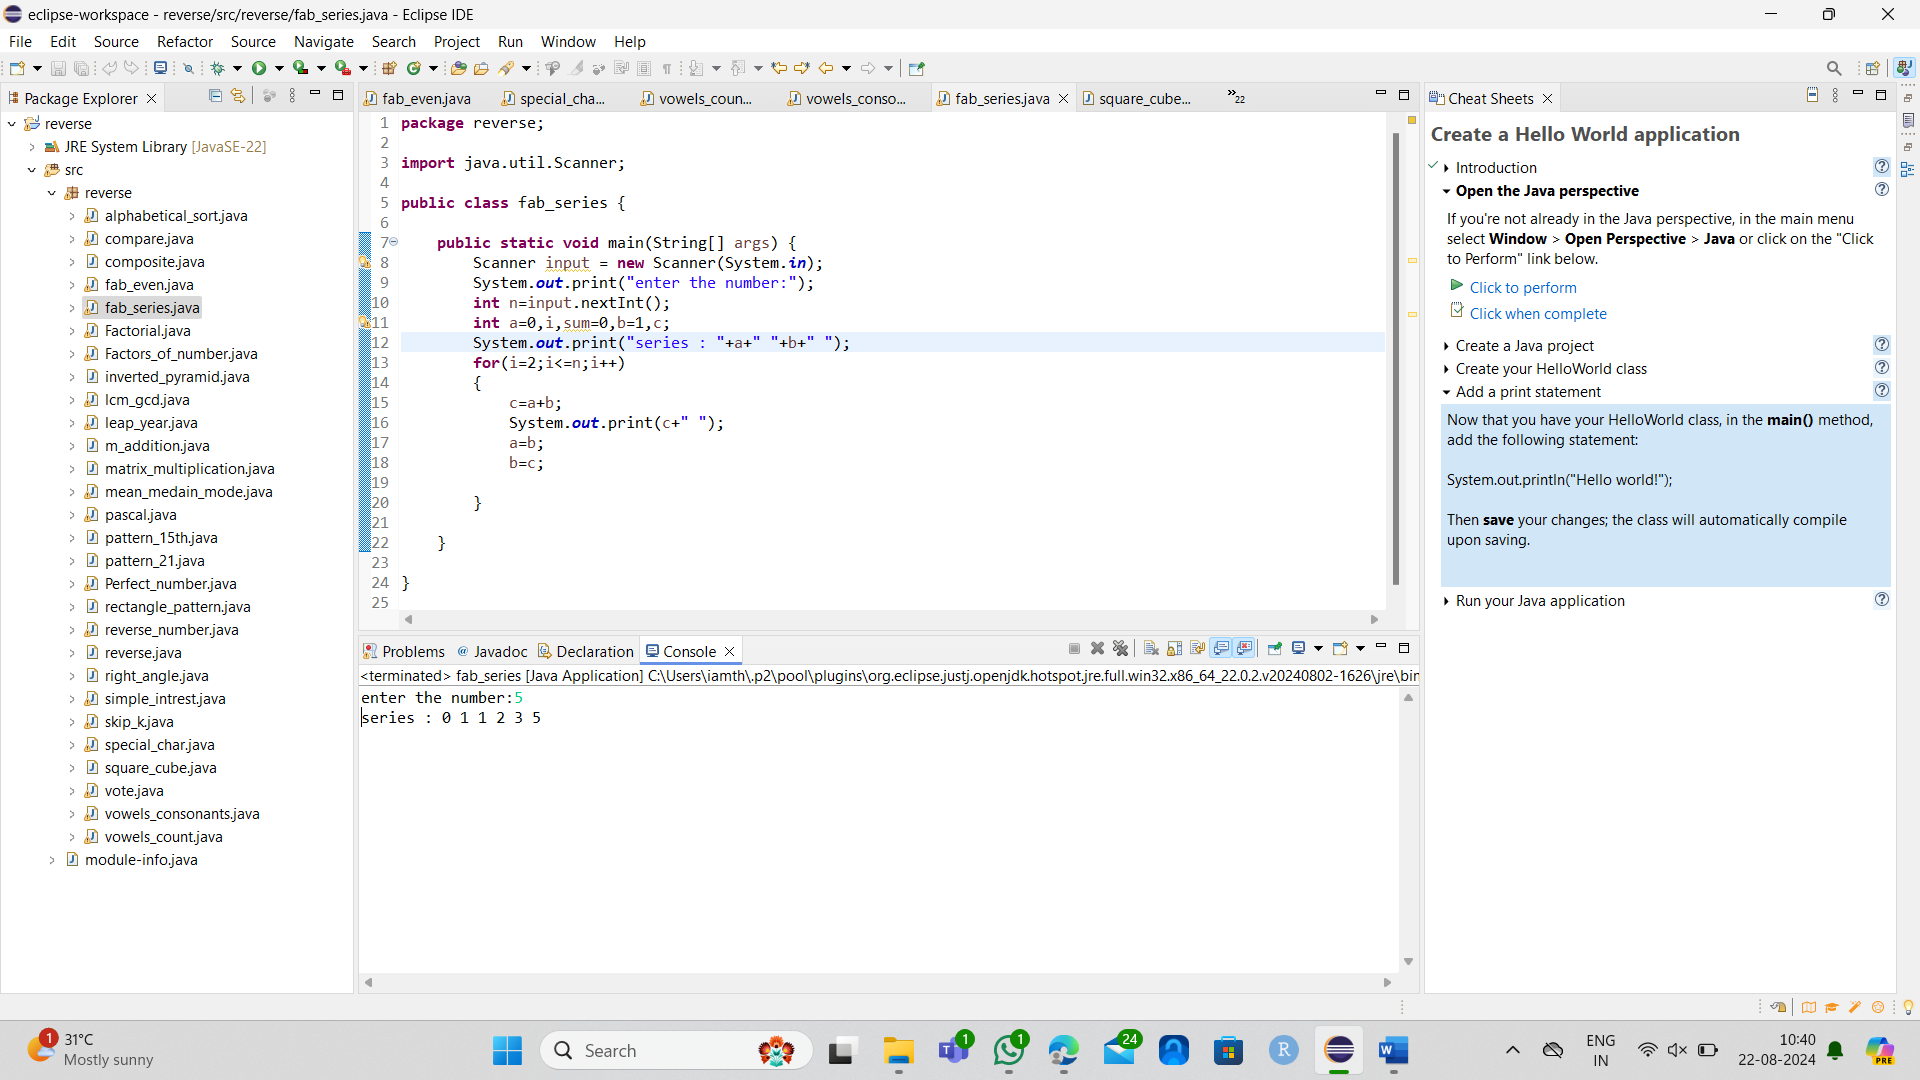 eclipse-workspace - reverse/src/reverse/fab_series.java - Eclipse IDE
File Edit Source Refactor Source Navigate Search Project Run Window Help
Package Explorer
reverse
JRE System Library [JavaSE-22]
src
reverse
alphabetical_sort.java
compare.java
composite.java
fab_even.java
fab_series.java
Factorial.java
Factors_of_number.java
inverted_pyramid.java
lcm_gcd.java
leap_year.java
m_addition.java
matrix_multiplication.java
mean_medain_mode.java
pascal.java
pattern_15th.java
pattern_21.java
Perfect_number.java
rectangle_pattern.java
reverse_number.java
reverse.java
right_angle.java
simple_intrest.java
skip_k.java
special_char.java
square_cube.java
vote.java
vowels_consonants.java
vowels_count.java
module-info.java
fab_even.java special_cha... vowels_coun... vowels_conso... fab_series.java square_cube... »22
1 package reverse;
2
3 import java.util.Scanner;
4
5 public class fab_series {
6
7 public static void main(String[] args) {
8 Scanner input = new Scanner(System.in);
9 System.out.print("enter the number:");
10 int n=input.nextInt();
11 int a=0,i,sum=0,b=1,c;
12 System.out.print("series : "+a+" "+b+" ");
13 for(i=2;i<=n;i++)
14 {
15 c=a+b;
16 System.out.print(c+" ");
17 a=b;
18 b=c;
19
20 }
21
22 }
23
24 }
25
Problems Javadoc Declaration Console
<terminated> fab_series [Java Application] C:\Users\iamth\.p2\pool\plugins\org.eclipse.justj.openjdk.hotspot.jre.full.win32.x86_64_22.0.2.v20240802-1626\jre\bin
enter the number:5
series : 0 1 1 2 3 5
Cheat Sheets
Create a Hello World application
Introduction
Open the Java perspective
If you're not already in the Java perspective, in the main menu
select Window > Open Perspective > Java or click on the "Click
to Perform" link below.
Click to perform
Click when complete
Create a Java project
Create your HelloWorld class
Add a print statement
Now that you have your HelloWorld class, in the main() method,
add the following statement:
System.out.println("Hello world!");
Then save your changes; the class will automatically compile
upon saving.
Run your Java application
1
31°C
Mostly sunny
Search
1
1
24
R
W
ENG
IN
10:40
22-08-2024
PRE